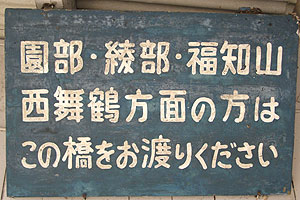 園部・綾部・福知山
西舞鶴方面の方は
この橋をお渡りください